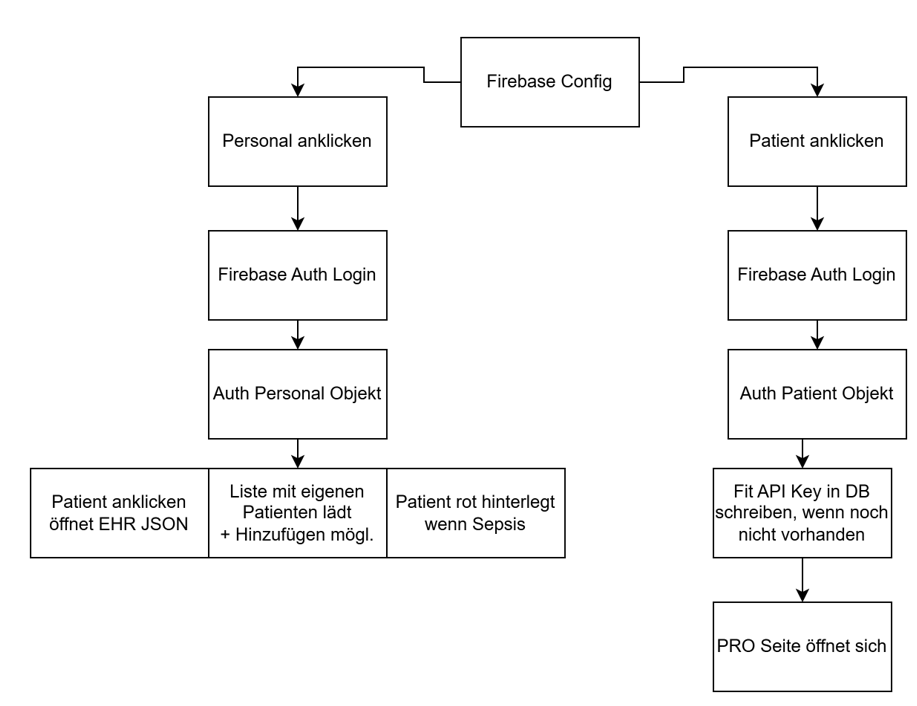 Firebase Config
Personal anklicken
Patient anklicken
Firebase Auth Login
Firebase Auth Login
Auth Personal Objekt
Auth Patient Objekt
Patient anklicken
öffnet EHR JSON
Liste mit eigenen
Patienten lädt
+ Hinzufügen mögl.
Patient rot hinterlegt
wenn Sepsis
Fit API Key in DB
schreiben, wenn noch
nicht vorhanden
PRO Seite öffnet sich